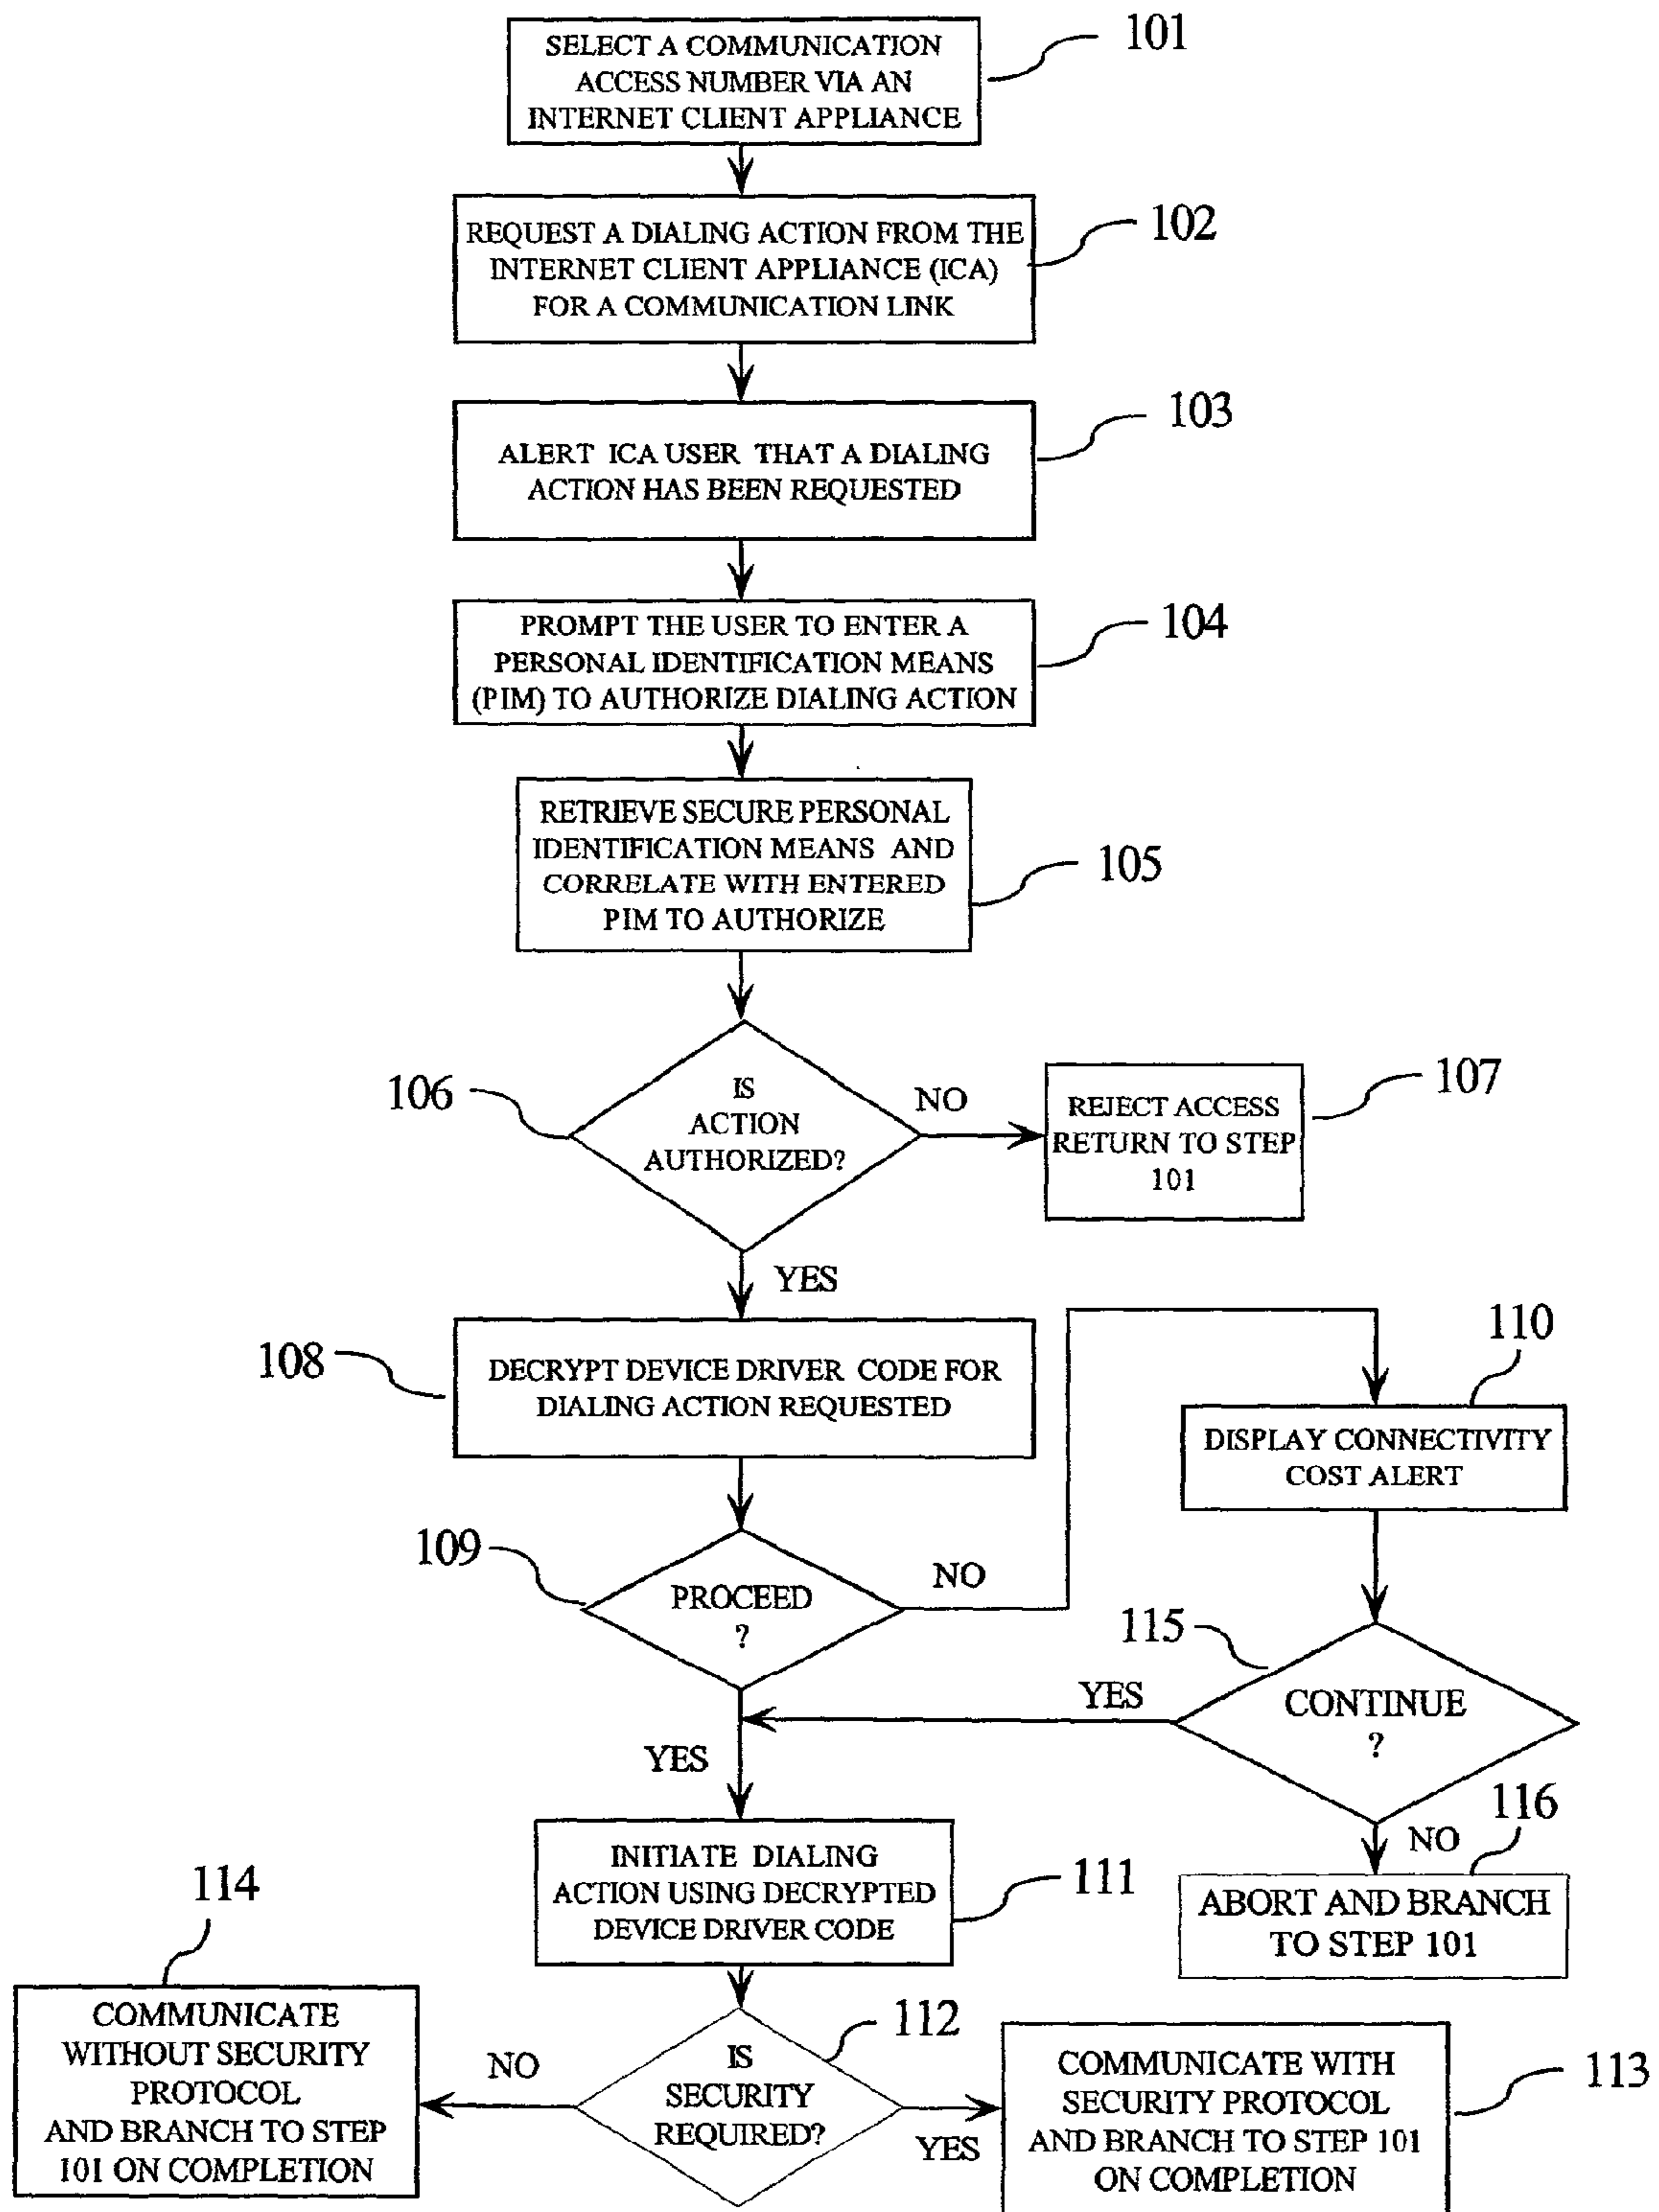 SELECT A COMMUNICATION
ACCESS NUMBER VIA AN
INTERNET CLIENT APPLIANCE
101
REQUEST A DIALING ACTION FROM THE
INTERNET CLIENT APPLIANCE (ICA)
FOR A COMMUNICATION LINK
102
ALERT ICA USER THAT A DIALING
ACTION HAS BEEN REQUESTED
103
PROMPT THE USER TO ENTER A
PERSONAL IDENTIFICATION MEANS
(PIM) TO AUTHORIZE DIALING ACTION
104
RETRIEVE SECURE PERSONAL
IDENTIFICATION MEANS AND
CORRELATE WITH ENTERED
PIM TO AUTHORIZE
105
106
IS
ACTION
AUTHORIZED?
NO
REJECT ACCESS
RETURN TO STEP
101
107
YES
108
DECRYPT DEVICE DRIVER CODE FOR
DIALING ACTION REQUESTED
110
DISPLAY CONNECTIVITY
COST ALERT
109
PROCEED
?
NO
115
CONTINUE
?
YES
YES
116
NO
ABORT AND BRANCH
TO STEP 101
INITIATE DIALING
ACTION USING DECRYPTED
DEVICE DRIVER CODE
111
114
COMMUNICATE
WITHOUT SECURITY
PROTOCOL
AND BRANCH TO STEP
101 ON COMPLETION
NO
IS
SECURITY
REQUIRED?
112
YES
COMMUNICATE WITH
SECURITY PROTOCOL
AND BRANCH TO STEP 101
ON COMPLETION
113